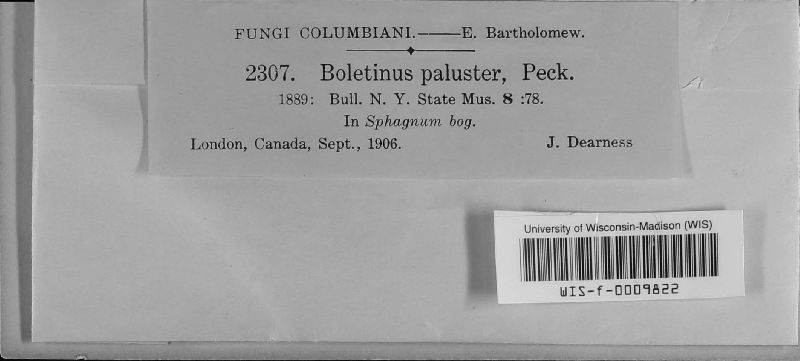 FUNGI COLUMBIANI.——E. Bartholomew.
2307. Boletinus paluster, Peck.
1889: Bull. N. Y. State Mus. 8 :78.
In Sphagnum bog.
London, Canada, Sept., 1906. J. Dearness
University of Wisconsin-Madison (WIS)
WIS-f-0009822